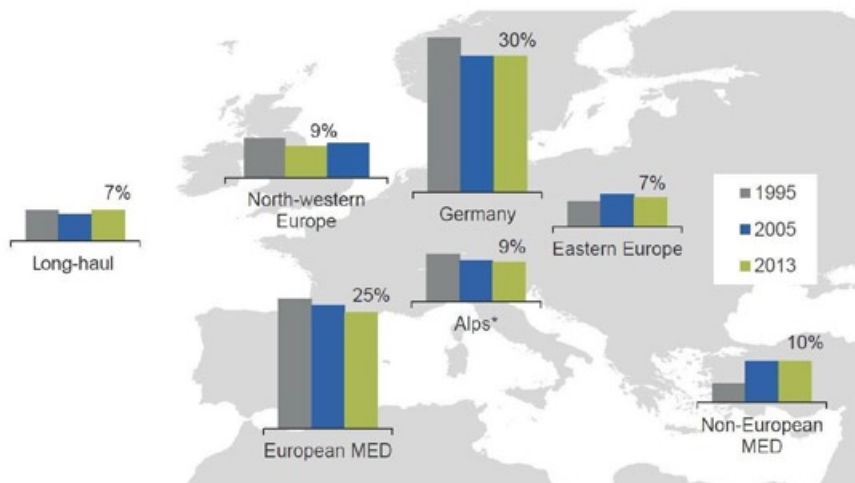 30%
Germany
9%
North-western
Europe
7%
Eastern Europe
1995
2005
2013
7%
Long-haul
9%
Alps*
25%
European MED
10%
Non-European
MED